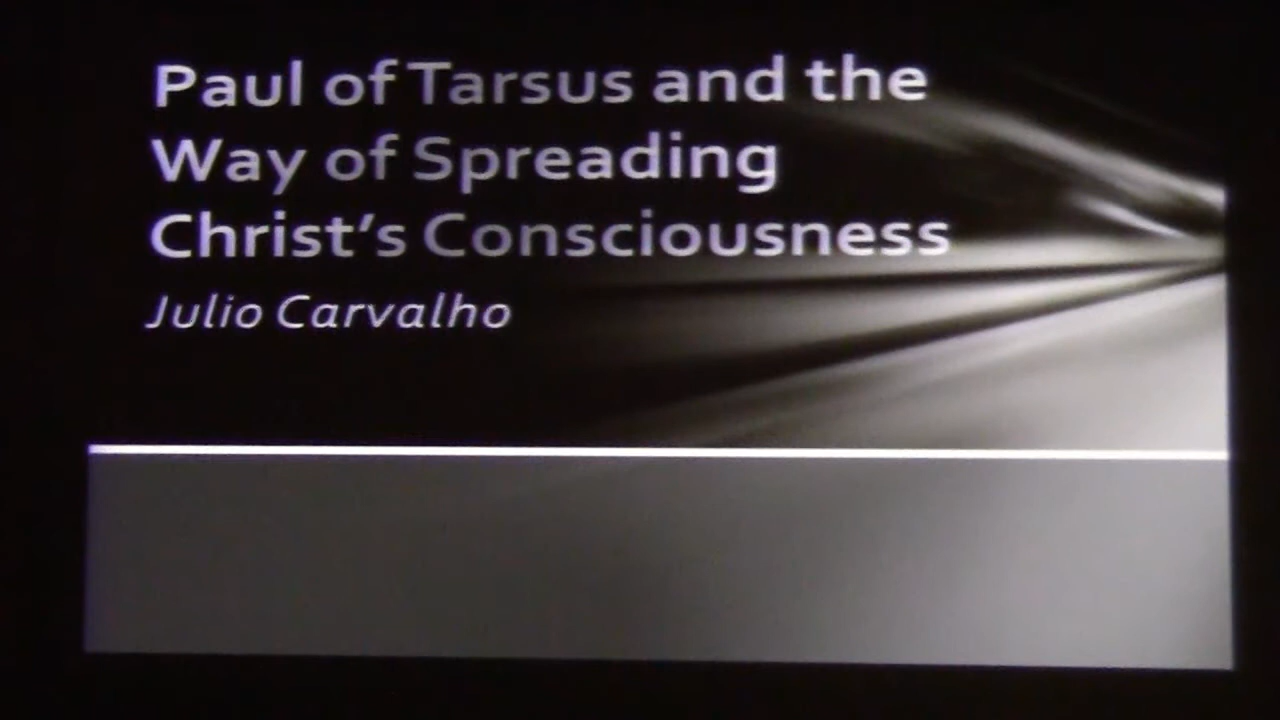 Paul of Tarsus and the
Way of Spreading
Christ's Consciousness
Julio Carvalho